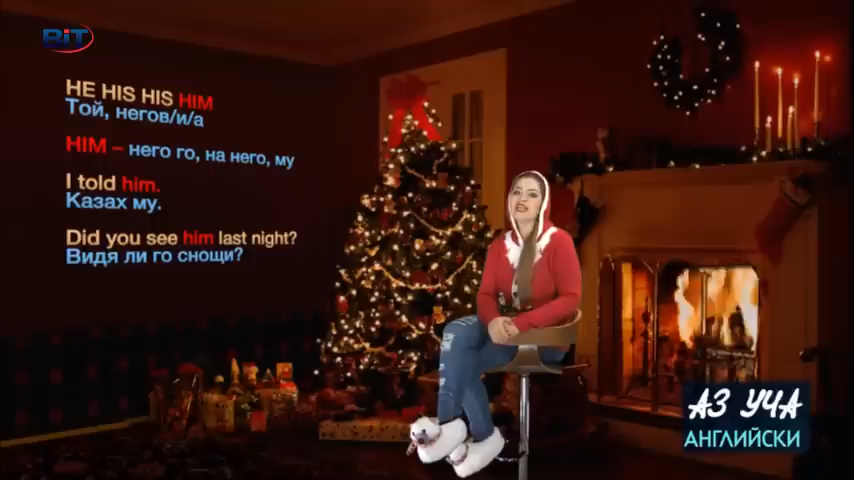 BiT
HE HIS HIS HIM
Той, негов/и/а
HIM – него го, на него, му
I told him.
Казах му.
Did you see him last night?
Видя ли го снощи?
АЗ УЧА
АНГЛИЙСКИ